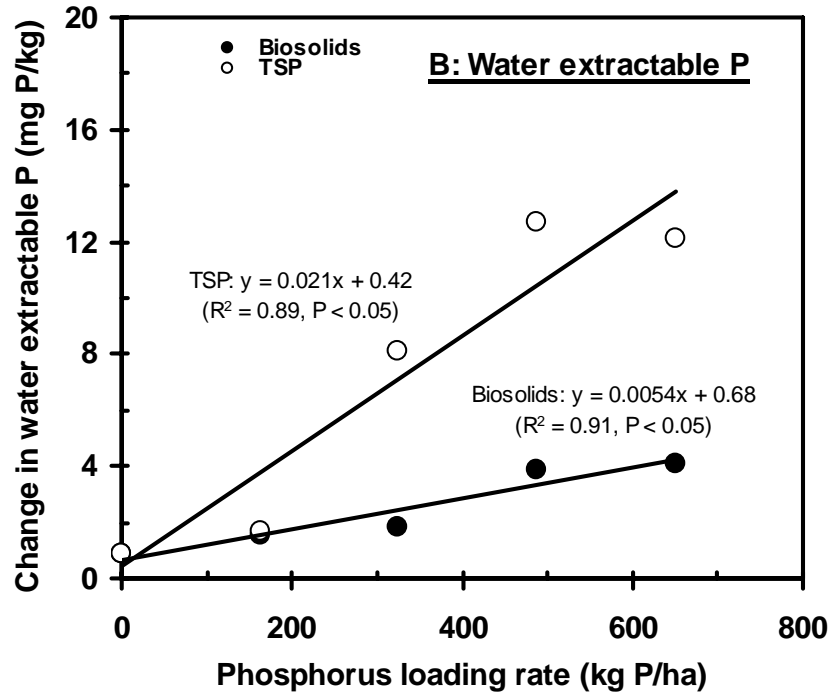 20
16
12
8
4
0
Change in water extractable P (mg P/kg)
Biosolids
TSP
B: Water extractable P
TSP: y = 0.021x + 0.42
(R² = 0.89, P < 0.05)
Biosolids: y = 0.0054x + 0.68
(R² = 0.91, P < 0.05)
0 200 400 600 800
Phosphorus loading rate (kg P/ha)